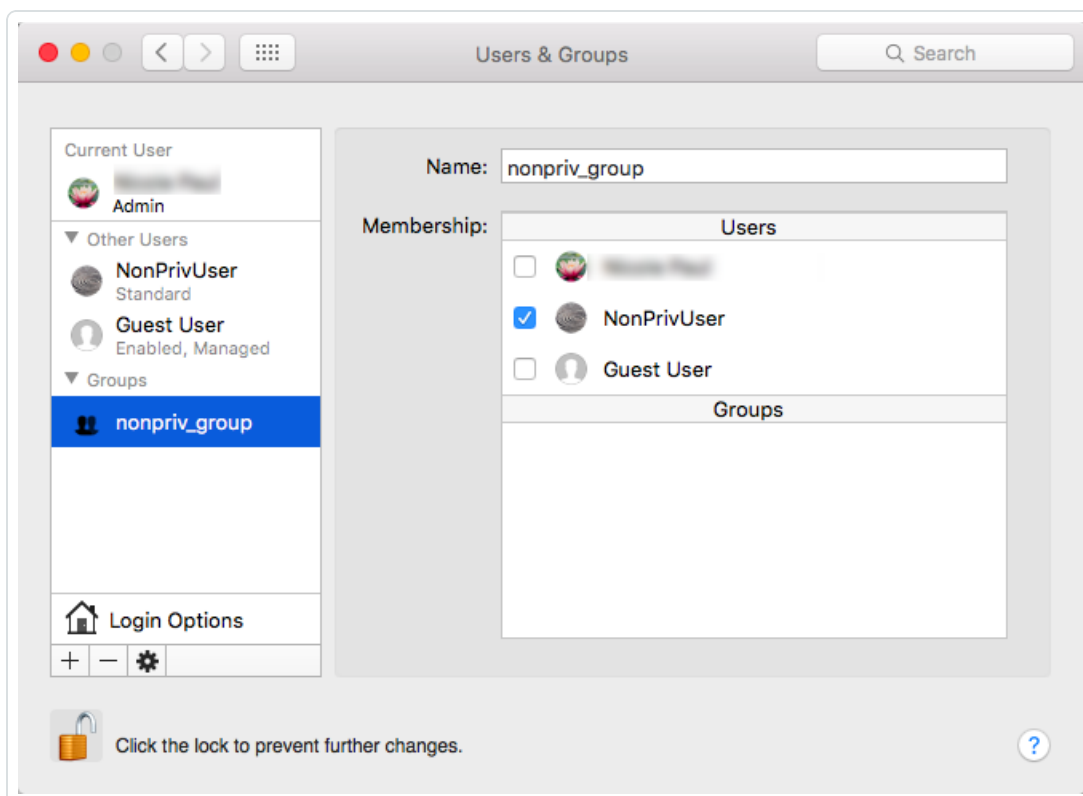 Users & Groups
Search
Current User
Admin
Other Users
NonPrivUser
Standard
Guest User
Enabled, Managed
Groups
nonpriv_group
Login Options
Name: nonpriv_group
Membership:
Users
NonPrivUser
Guest User
Groups
Click the lock to prevent further changes.
?